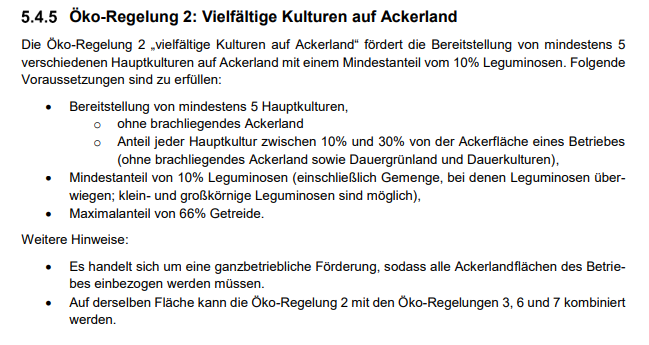 5.4.5 Öko-Regelung 2: Vielfältige Kulturen auf Ackerland
Die Öko-Regelung 2 „vielfältige Kulturen auf Ackerland“ fördert die Bereitstellung von mindestens 5
verschiedenen Hauptkulturen auf Ackerland mit einem Mindestanteil vom 10% Leguminosen. Folgende
Voraussetzungen sind zu erfüllen:
• Bereitstellung von mindestens 5 Hauptkulturen,
o ohne brachliegendes Ackerland
o Anteil jeder Hauptkultur zwischen 10% und 30% von der Ackerfläche eines Betriebes
(ohne brachliegendes Ackerland sowie Dauergrünland und Dauerkulturen),
• Mindestanteil von 10% Leguminosen (einschließlich Gemenge, bei denen Leguminosen über-
wiegen; klein- und großkörnige Leguminosen sind möglich),
• Maximalanteil von 66% Getreide.
Weitere Hinweise:
• Es handelt sich um eine ganzbetriebliche Förderung, sodass alle Ackerlandflächen des Betrie-
bes einbezogen werden müssen.
• Auf derselben Fläche kann die Öko-Regelung 2 mit den Öko-Regelungen 3, 6 und 7 kombiniert
werden.